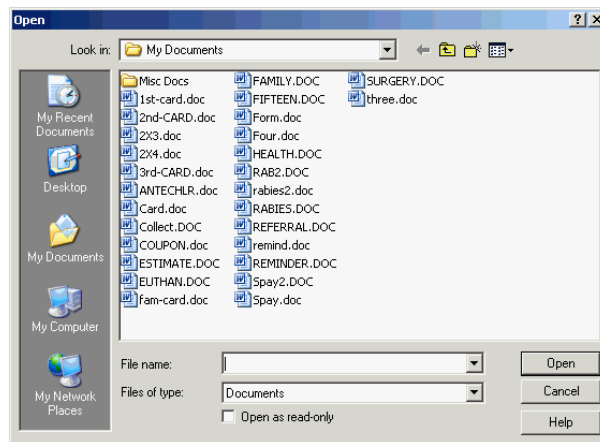 Open
Look in: My Documents
My Recent Documents
Desktop
My Documents
My Computer
My Network Places
Misc Docs
1st-card.doc
2nd-CARD.doc
2X3.doc
2X4.doc
3rd-CARD.doc
ANTECHLR.doc
Card.doc
Collect.DOC
COUPON.doc
ESTIMATE.DOC
EUTHAN.DOC
fam-card.doc
FAMILY.DOC
FIFTEEN.DOC
Form.doc
Four.doc
HEALTH.DOC
RAB2.DOC
rabies2.DOC
RABIES.DOC
REFERRAL.DOC
remind.doc
REMINDER.DOC
Spay2.DOC
Spay.doc
SURGERY.DOC
three.doc
File name:
Open
Files of type: Documents
Cancel
Open as read-only
Help